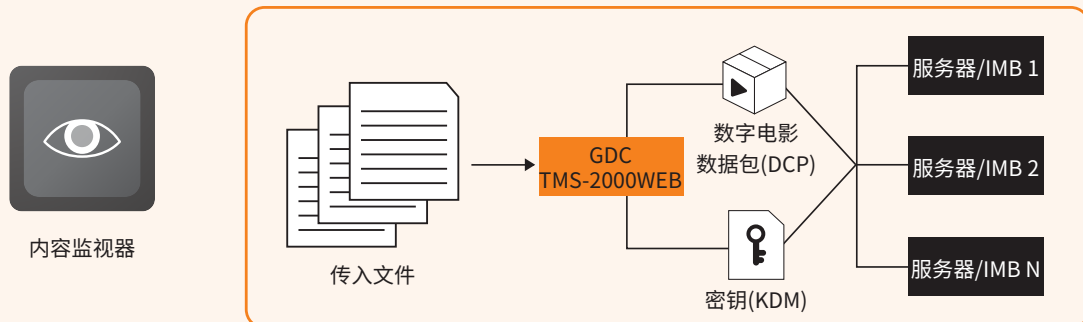 内容监视器
传入文件
GDC
TMS-2000WEB
数字电影
数据包(DCP)
密钥(KDM)
服务器/IMB 1
服务器/IMB 2
服务器/IMB N